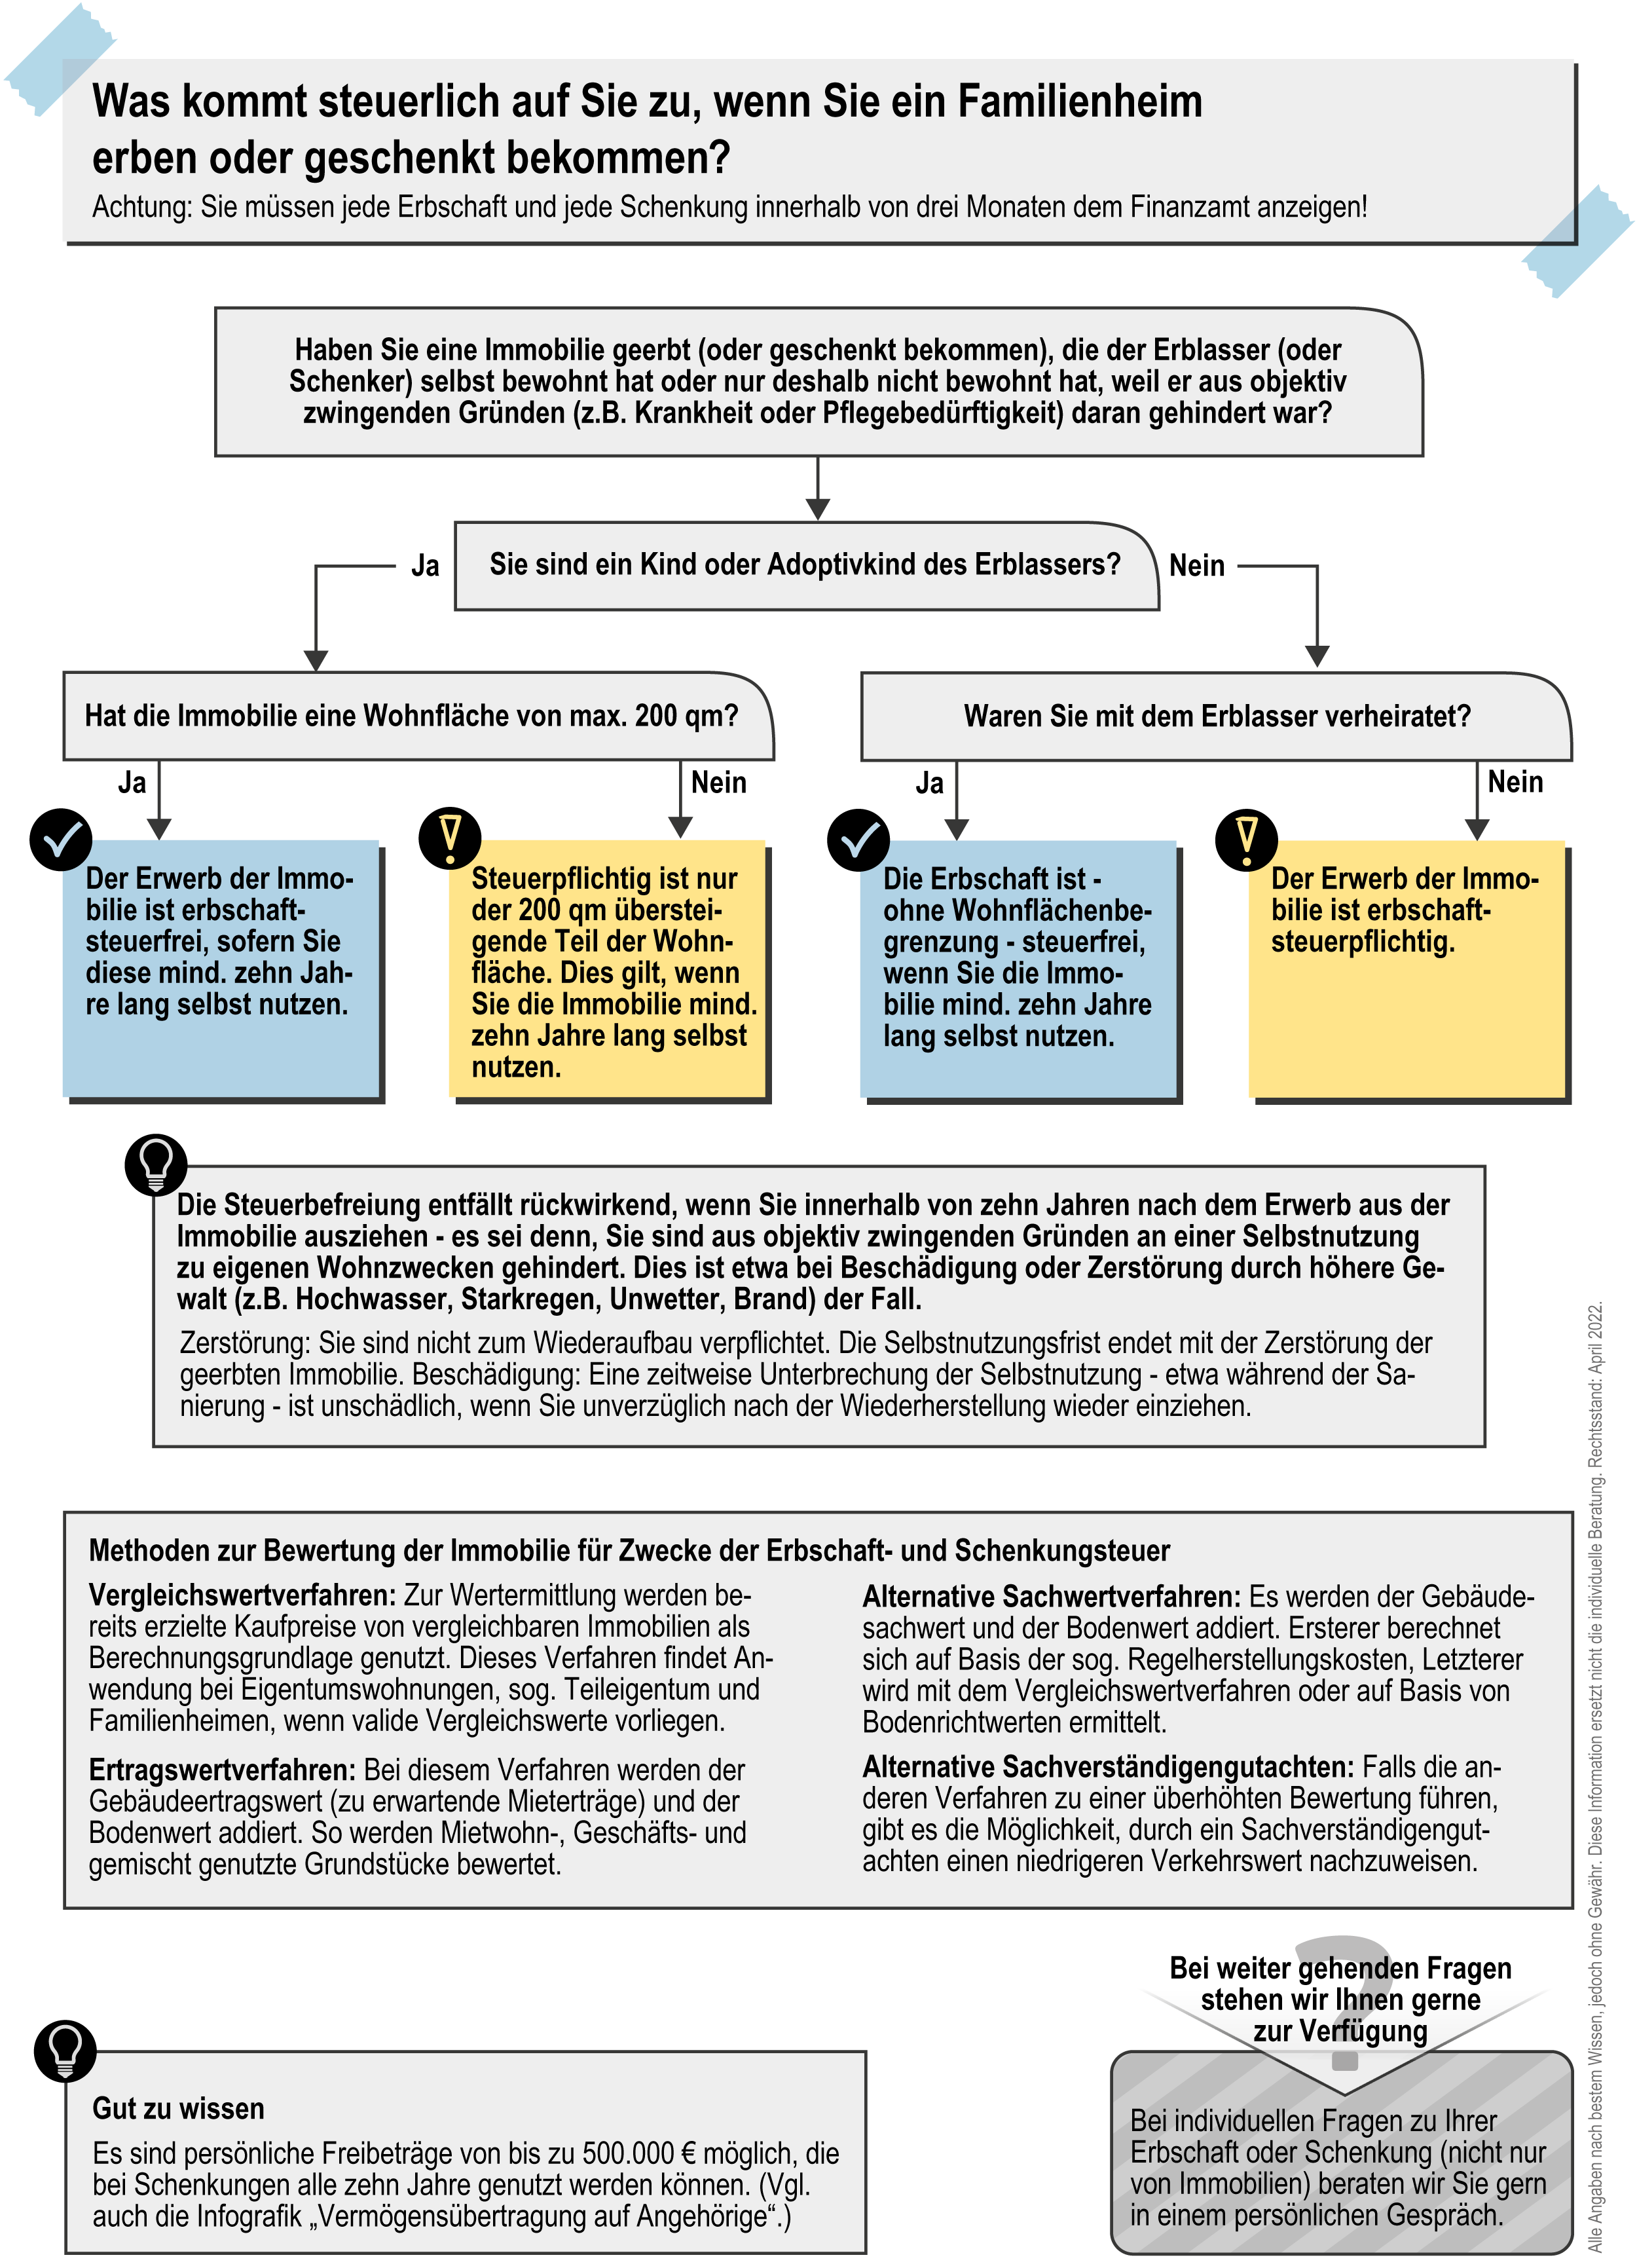 Was kommt steuerlich auf Sie zu, wenn Sie ein Familienheim
erben oder geschenkt bekommen?
Achtung: Sie müssen jede Erbschaft und jede Schenkung innerhalb von drei Monaten dem Finanzamt anzeigen!
Haben Sie eine Immobilie geerbt (oder geschenkt bekommen), die der Erblasser (oder
Schenker) selbst bewohnt hat oder nur deshalb nicht bewohnt hat, weil er aus objektiv
zwingenden Gründen (z.B. Krankheit oder Pflegebedürftigkeit) daran gehindert war?
Ja
Sie sind ein Kind oder Adoptivkind des Erblassers?
Nein
Hat die Immobilie eine Wohnfläche von max. 200 qm?
Ja
Nein
Der Erwerb der Immo-
bilie ist erbschaft-
steuerfrei, sofern Sie
diese mind. zehn Jah-
re lang selbst nutzen.
Steuerpflichtig ist nur
der 200 qm überstei-
gende Teil der Wohn-
fläche. Dies gilt, wenn
Sie die Immobilie mind.
zehn Jahre lang selbst
nutzen.
Waren Sie mit dem Erblasser verheiratet?
Ja
Nein
Die Erbschaft ist -
ohne Wohnflächenbe-
grenzung - steuerfrei,
wenn Sie die Immo-
bilie mind. zehn Jahre
lang selbst nutzen.
Der Erwerb der Immo-
bilie ist erbschaft-
steuerpflichtig.
Die Steuerbefreiung entfällt rückwirkend, wenn Sie innerhalb von zehn Jahren nach dem Erwerb aus der
Immobilie ausziehen - es sei denn, Sie sind aus objektiv zwingenden Gründen an einer Selbstnutzung
zu eigenen Wohnzwecken gehindert. Dies ist etwa bei Beschädigung oder Zerstörung durch höhere Ge-
walt (z.B. Hochwasser, Starkregen, Unwetter, Brand) der Fall.
Zerstörung: Sie sind nicht zum Wiederaufbau verpflichtet. Die Selbstnutzungsfrist endet mit der Zerstörung der
geerbten Immobilie. Beschädigung: Eine zeitweise Unterbrechung der Selbstnutzung - etwa während der Sa-
nierung - ist unschädlich, wenn Sie unverzüglich nach der Wiederherstellung wieder einziehen.
Methoden zur Bewertung der Immobilie für Zwecke der Erbschaft- und Schenkungsteuer
Vergleichswertverfahren: Zur Wertermittlung werden be-
reits erzielte Kaufpreise von vergleichbaren Immobilien als
Berechnungsgrundlage genutzt. Dieses Verfahren findet An-
wendung bei Eigentumswohnungen, sog. Teileigentum und
Familienheimen, wenn valide Vergleichswerte vorliegen.
Ertragswertverfahren: Bei diesem Verfahren werden der
Gebäudeertragswert (zu erwartende Mieterträge) und der
Bodenwert addiert. So werden Mietwohn-, Geschäfts- und
gemischt genutzte Grundstücke bewertet.
Alternative Sachwertverfahren: Es werden der Gebäude-
sachwert und der Bodenwert addiert. Ersterer berechnet
sich auf Basis der sog. Regelherstellungskosten, Letzterer
wird mit dem Vergleichswertverfahren oder auf Basis von
Bodenrichtwerten ermittelt.
Alternative Sachverständigengutachten: Falls die an-
deren Verfahren zu einer überhöhten Bewertung führen,
gibt es die Möglichkeit, durch ein Sachverständigengut-
achten einen niedrigeren Verkehrswert nachzuweisen.
Gut zu wissen
Es sind persönliche Freibeträge von bis zu 500.000 € möglich, die
bei Schenkungen alle zehn Jahre genutzt werden können. (Vgl.
auch die Infografik „Vermögensübertragung auf Angehörige“.)
Bei weiter gehenden Fragen
stehen wir Ihnen gerne
zur Verfügung
Bei individuellen Fragen zu Ihrer
Erbschaft oder Schenkung (nicht nur
von Immobilien) beraten wir Sie gern
in einem persönlichen Gespräch.
Alle Angaben nach bestem Wissen, jedoch ohne Gewähr. Diese Information ersetzt nicht die individuelle Beratung. Rechtsstand: April 2022.